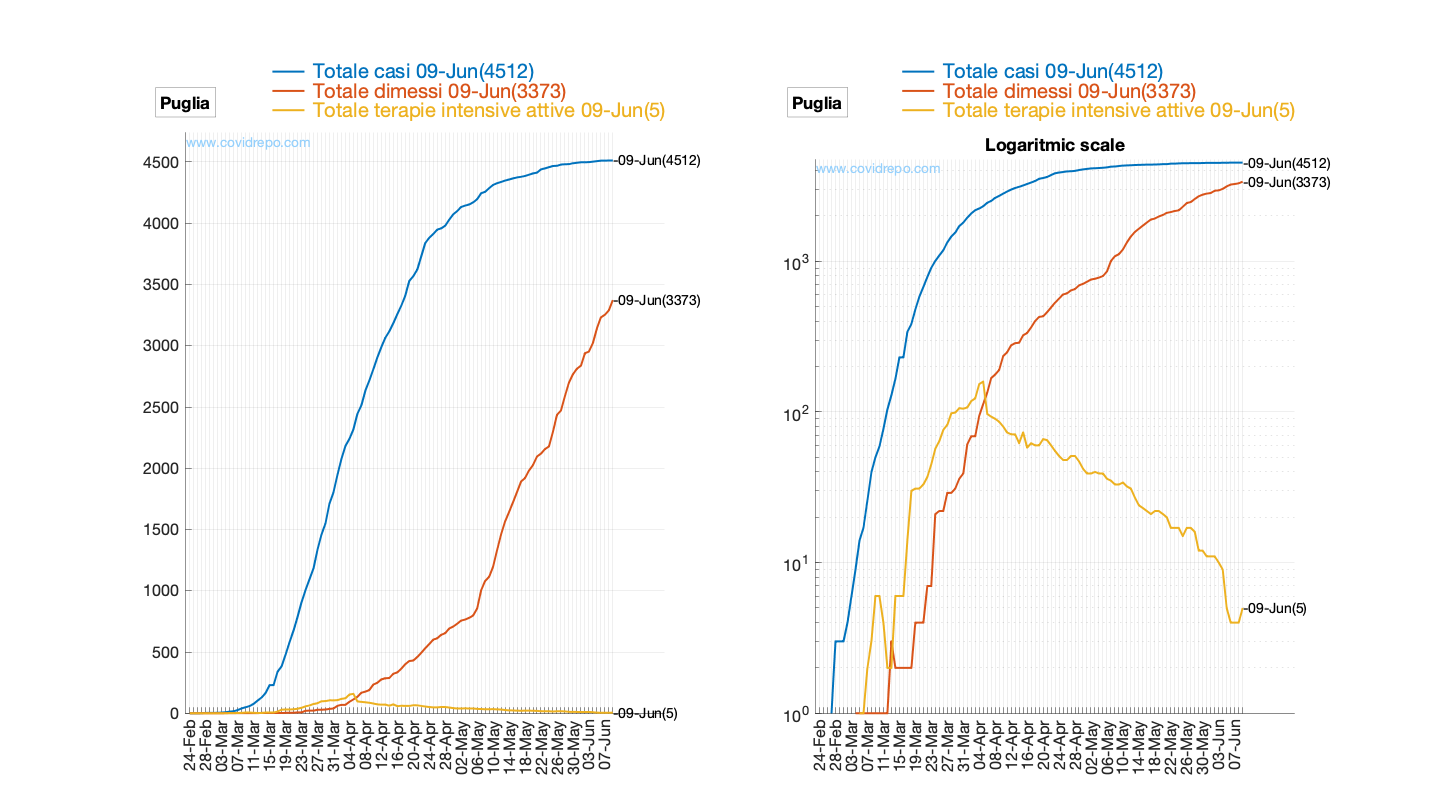 Totale casi 09-Jun(4512)
Totale dimessi 09-Jun(3373)
Totale terapie intensive attive 09-Jun(5)
Puglia
www.covidrepo.com
4500
4000
3500
3000
2500
2000
1500
1000
500
0
-09-Jun(4512)
-09-Jun(3373)
-09-Jun(5)
24-Feb
28-Feb
03-Mar
07-Mar
11-Mar
15-Mar
19-Mar
23-Mar
27-Mar
31-Mar
04-Apr
08-Apr
12-Apr
16-Apr
20-Apr
24-Apr
28-Apr
02-May
06-May
10-May
14-May
18-May
22-May
26-May
30-May
03-Jun
07-Jun
Totale casi 09-Jun(4512)
Totale dimessi 09-Jun(3373)
Totale terapie intensive attive 09-Jun(5)
Puglia
Logaritmic scale
www.covidrepo.com
10³
10²
10¹
10⁰
-09-Jun(4512)
-09-Jun(3373)
-09-Jun(5)
24-Feb
28-Feb
03-Mar
07-Mar
11-Mar
15-Mar
19-Mar
23-Mar
27-Mar
31-Mar
04-Apr
08-Apr
12-Apr
16-Apr
20-Apr
24-Apr
28-Apr
02-May
06-May
10-May
14-May
18-May
22-May
26-May
30-May
03-Jun
07-Jun